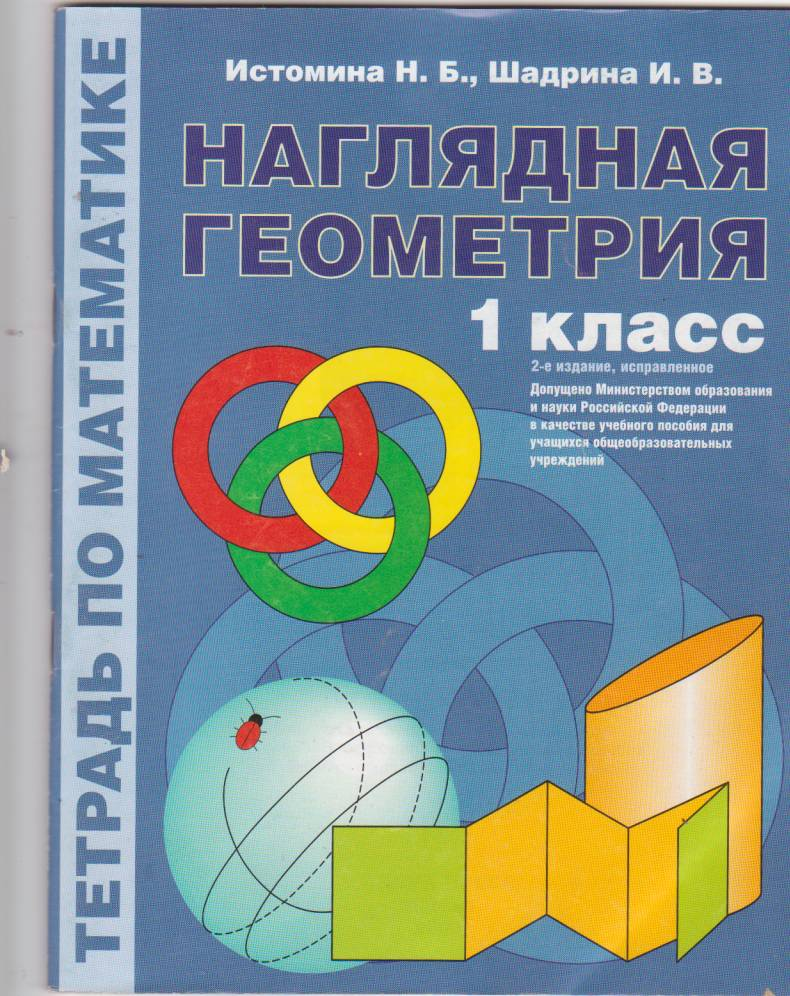 Истомина Н. Б., Шадрина И. В.
НАГЛЯДНАЯ
ГЕОМЕТРИЯ
1 класс
2-е издание, исправленное
Допущено Министерством образования
и науки Российской Федерации
в качестве учебного пособия для
учащихся общеобразовательных
учреждений
ТЕТРАДЬ ПО МАТЕМАТИКЕ